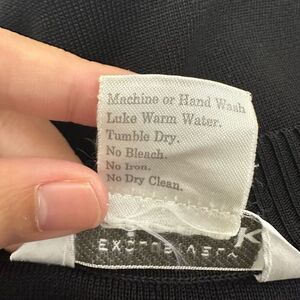 Machine or Hand Wash
Luke Warm Water.
Tumble Dry.
No Bleach.
No Iron.
No Dry Clean.
K